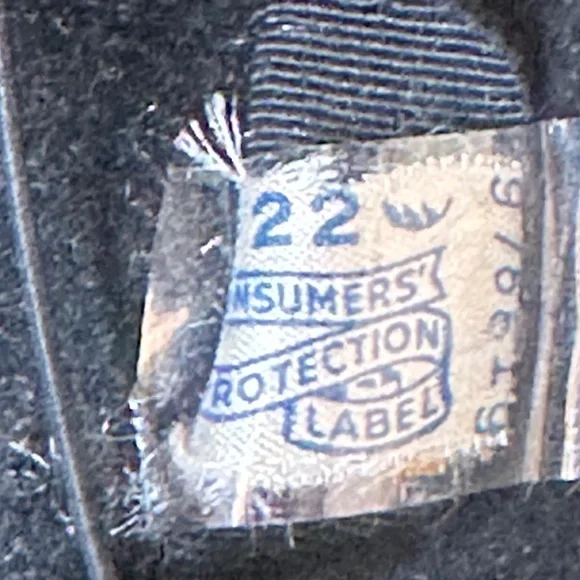 22
NSUMERS'
ROTECTION
LABEL